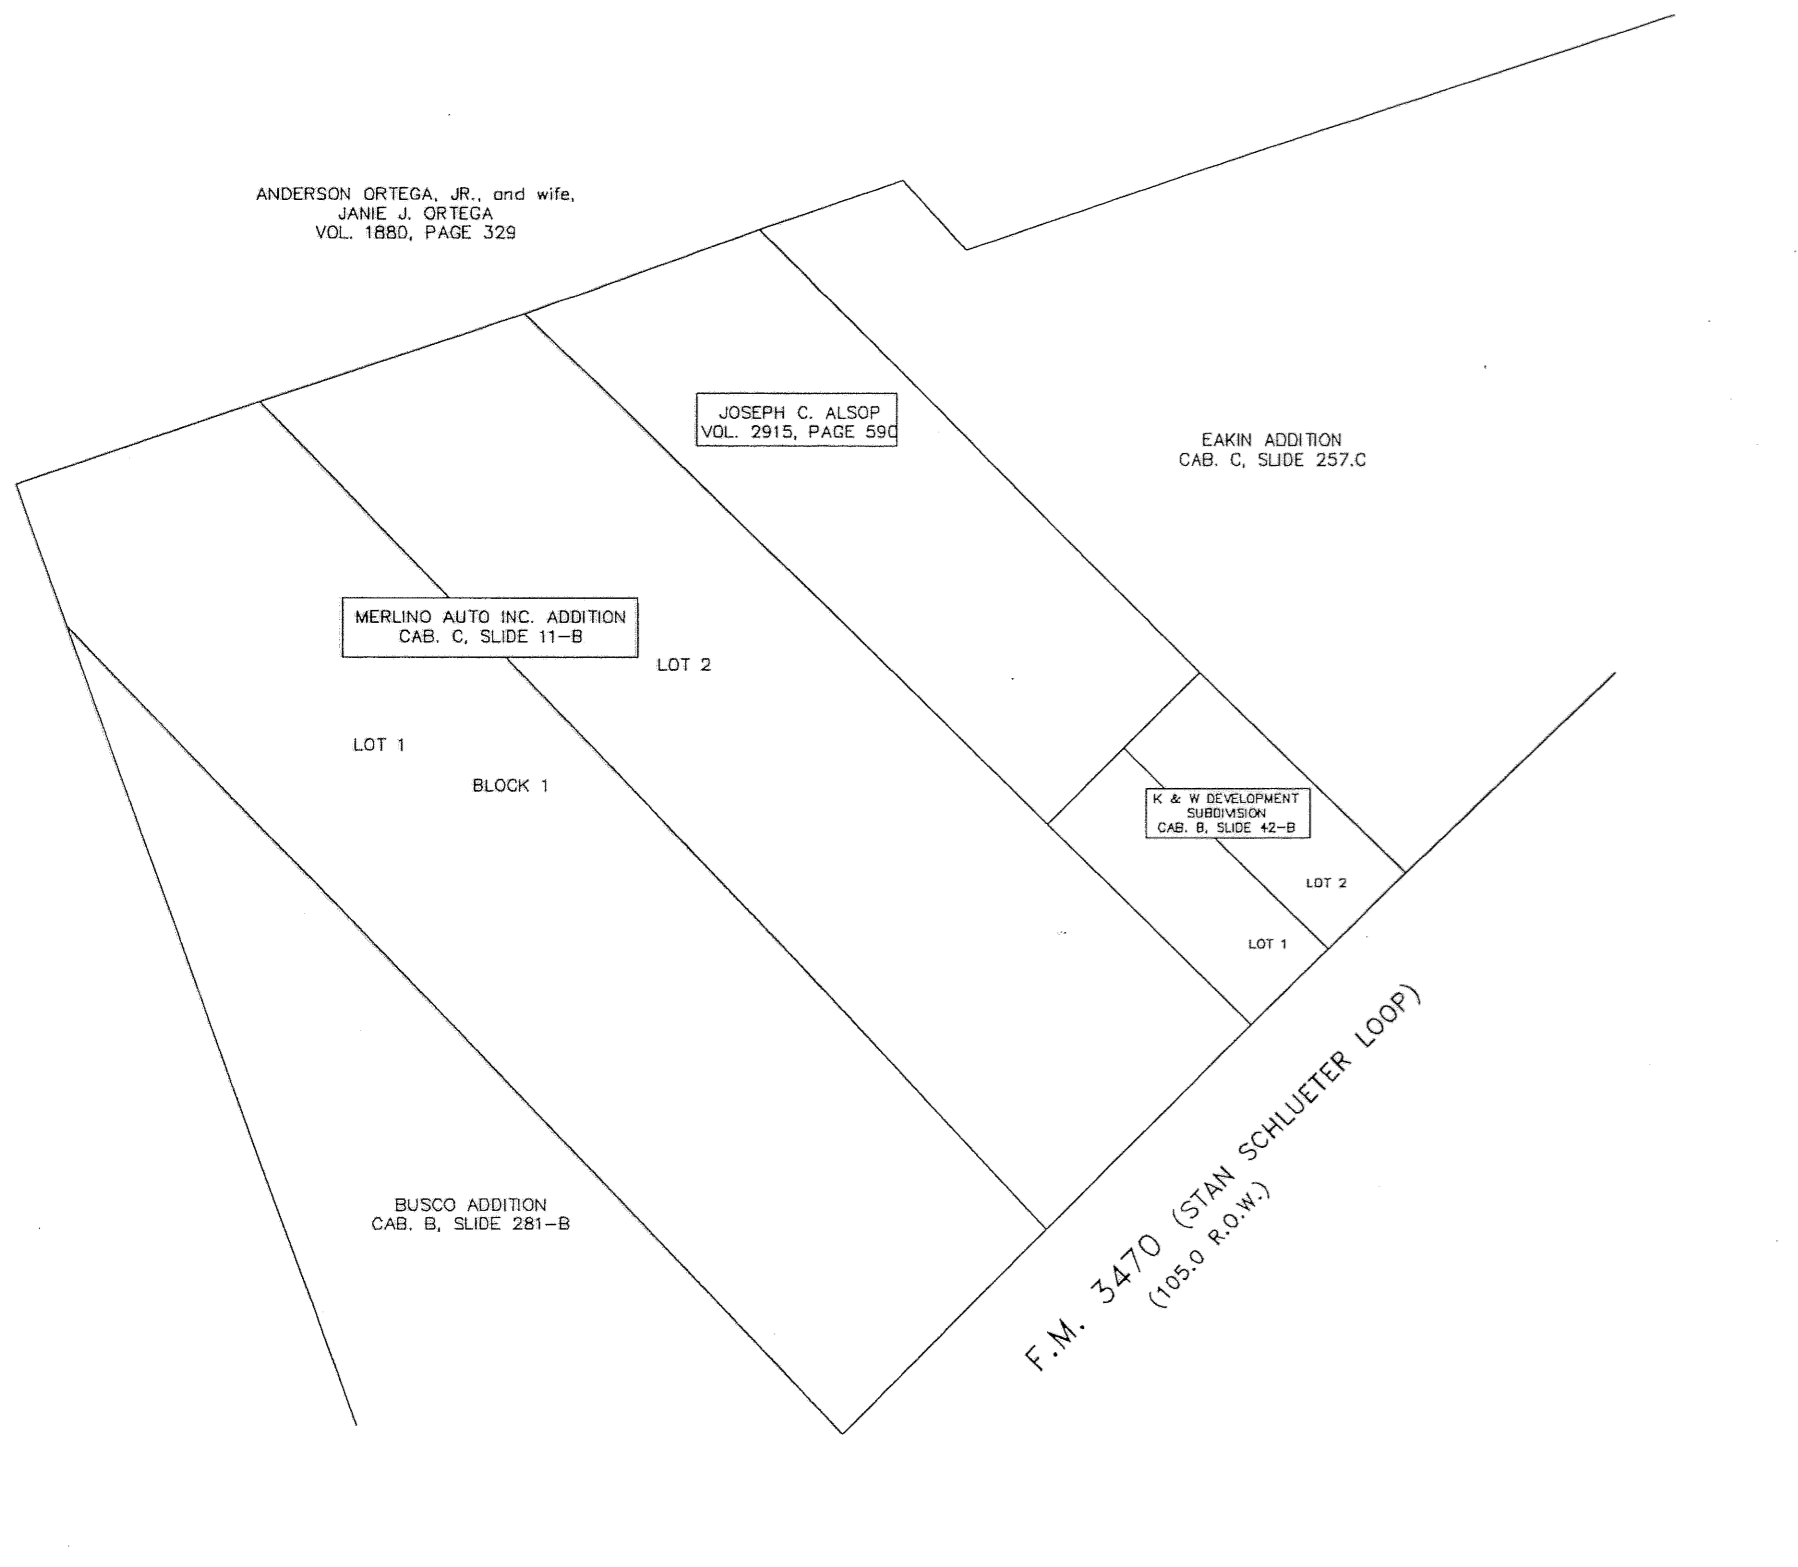 ANDERSON ORTEGA, JR., and wife,
JANIE J. ORTEGA
VOL. 1880, PAGE 329
JOSEPH C. ALSOP
VOL. 2915, PAGE 590
EAKIN ADDITION
CAB. C, SLIDE 257.C
MERLINO AUTO INC. ADDITION
CAB. C, SLIDE 11-B
LOT 2
LOT 1
BLOCK 1
K & W DEVELOPMENT
SUBDIVISION
CAB. B, SLIDE 42-B
LOT 2
LOT 1
BUSCO ADDITION
CAB. B, SLIDE 281-B
F.M. 3470 (STAN SCHLUETER LOOP)
(105.0 R.O.W.)